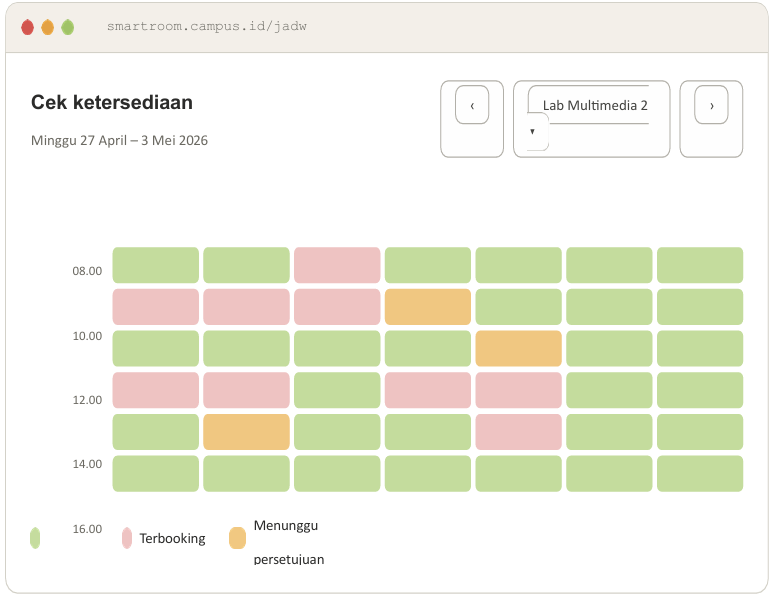 smartroom.campus.id/jadw
Cek ketersediaan
Minggu 27 April – 3 Mei 2026
‹
Lab Multimedia 2
▾
›
08.00
10.00
12.00
14.00
16.00
Terbooking
Menunggu
persetujuan